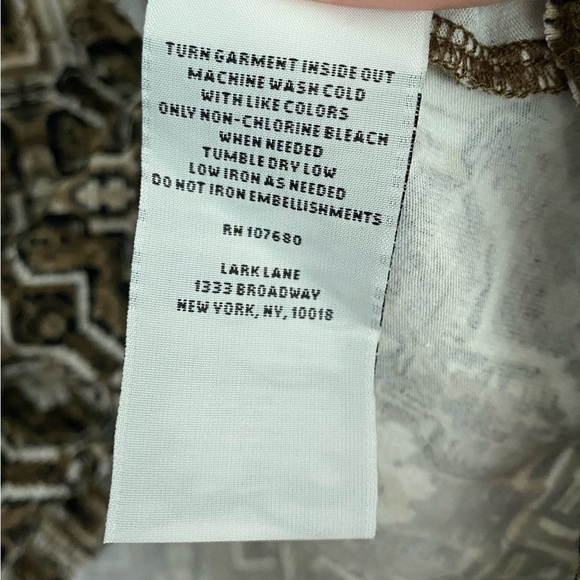 TURN GARMENT INSIDE OUT
MACHINE WASH COLD
WITH LIKE COLORS
ONLY NON-CHLORINE BLEACH
WHEN NEEDED
TUMBLE DRY LOW
LOW IRON AS NEEDED
DO NOT IRON EMBELLISHMENTS
RN 107680
LARK LANE
1333 BROADWAY
NEW YORK, NY, 10018